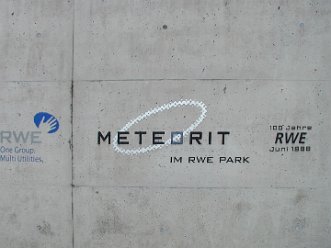 RWE
One Group.
Multi Utilities.
METEORIT
IM RWE PARK
100 Jahre
RWE
Juni 1998